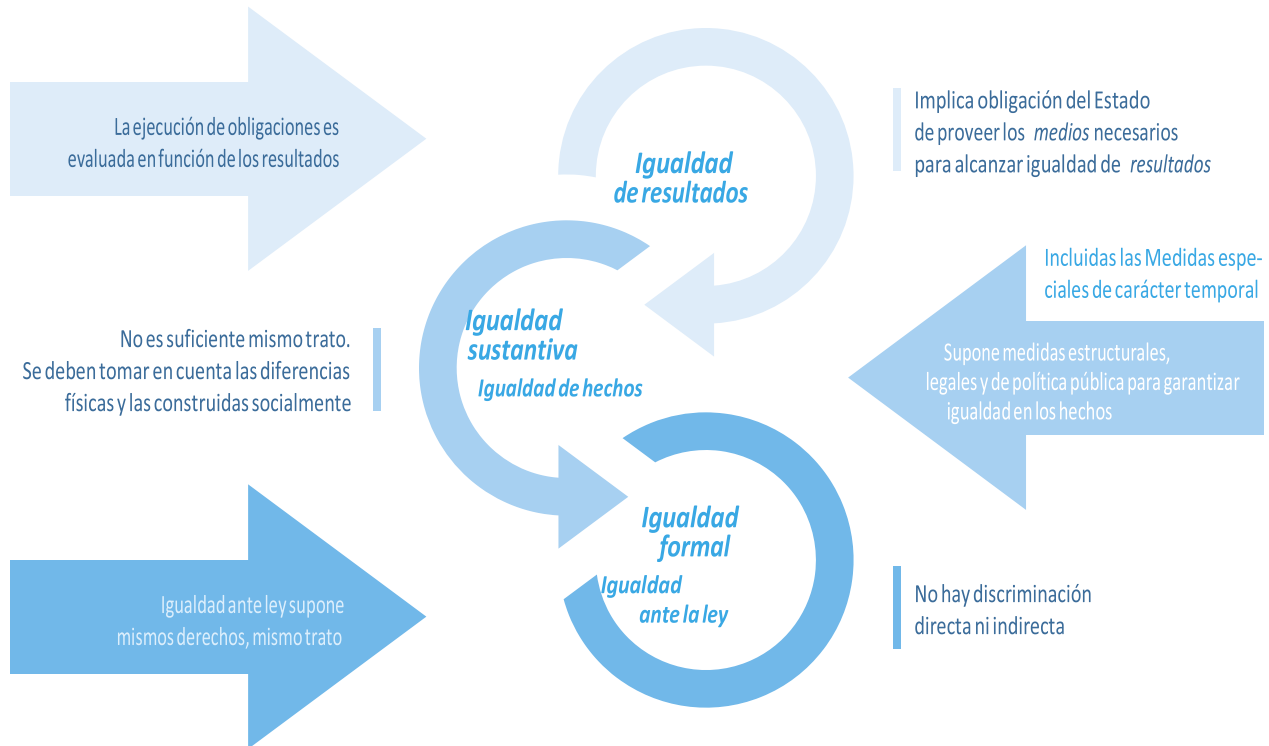 La ejecución de obligaciones es
evaluada en función de los resultados
Igualdad
de resultados
Implica obligación del Estado
de proveer los medios necesarios
para alcanzar igualdad de resultados
No es suficiente mismo trato.
Se deben tomar en cuenta las diferencias
físicas y las construidas socialmente
Igualdad
sustantiva
Igualdad de hechos
Incluidas las Medidas espe-
ciales de carácter temporal
Supone medidas estructurales,
legales y de política pública para garantizar
igualdad en los hechos
Igualdad ante ley supone
mismos derechos, mismo trato
Igualdad
formal
Igualdad
ante la ley
No hay discriminación
directa ni indirecta